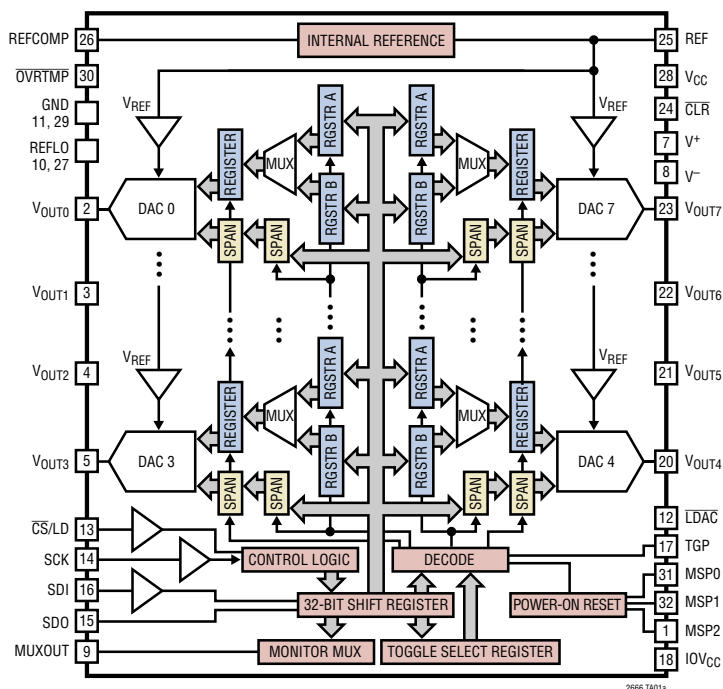 REFCOMP 26
INTERNAL REFERENCE
25 REF
OVRTMP 30
28 VCC
GND
11, 29
VREF
VREF
24 CLR
REFLO
10, 27
7 V+
8 V–
REGISTER
MUX
RGSTR A
RGSTR A
MUX
REGISTER
VOUT0 2
DAC 0
SPAN
SPAN
RGSTR B
RGSTR B
SPAN
SPAN
DAC 7
23 VOUT7
VOUT1 3
22 VOUT6
VOUT2 4
VREF
VREF
21 VOUT5
REGISTER
MUX
RGSTR A
RGSTR A
MUX
REGISTER
VOUT3 5
DAC 3
SPAN
SPAN
RGSTR B
RGSTR B
SPAN
SPAN
DAC 4
20 VOUT4
CS/LD 13
12 LDAC
SCK 14
CONTROL LOGIC
DECODE
17 TGP
SDI 16
31 MSP0
32-BIT SHIFT REGISTER
POWER-ON RESET
32 MSP1
SDO 15
1 MSP2
MUXOUT 9
MONITOR MUX
TOGGLE SELECT REGISTER
18 IOVCC
2666 TA01a